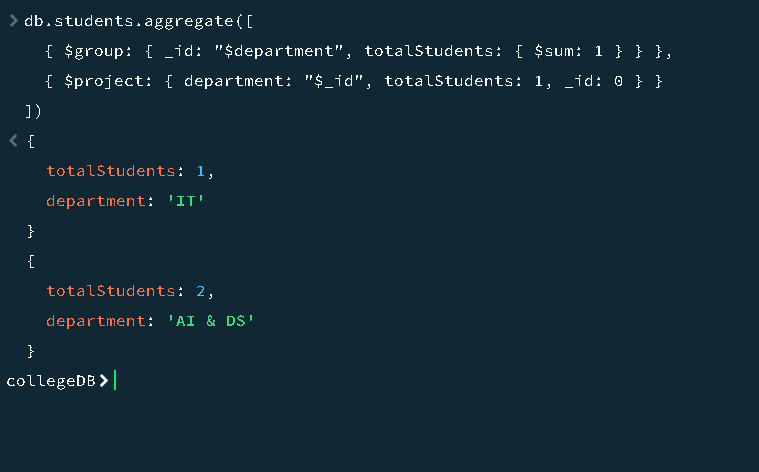 > db.students.aggregate([
{ $group: { _id: "$department", totalStudents: { $sum: 1 } } },
{ $project: { department: "$_id", totalStudents: 1, _id: 0 } }
])
< {
totalStudents: 1,
department: 'IT'
}
{
totalStudents: 2,
department: 'AI & DS'
}
collegeDB>